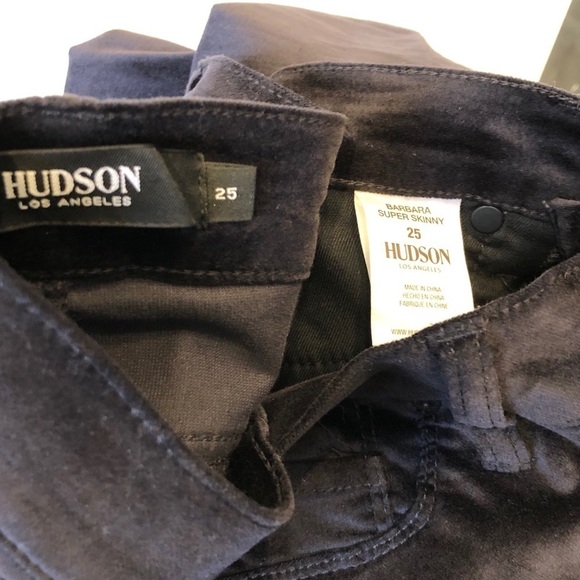 HUDSON
LOS ANGELES
25
BARBARA
SUPER SKINNY
25
HUDSON
LOS ANGELES
MADE IN CHINA
HECHO EN CHINA
FABRIQUE EN CHINE